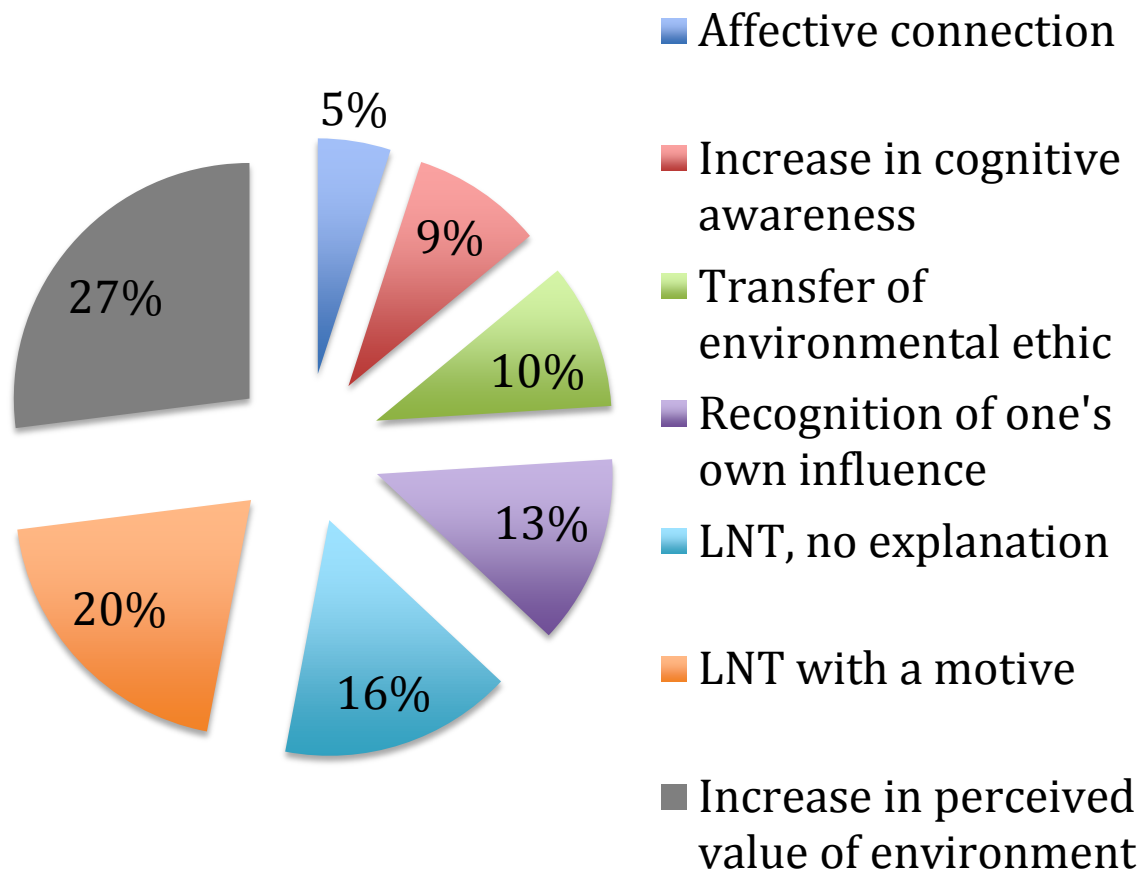 5%
9%
10%
13%
16%
20%
27%
Affective connection
Increase in cognitive
awareness
Transfer of
environmental ethic
Recognition of one's
own influence
LNT, no explanation
LNT with a motive
Increase in perceived
value of environment